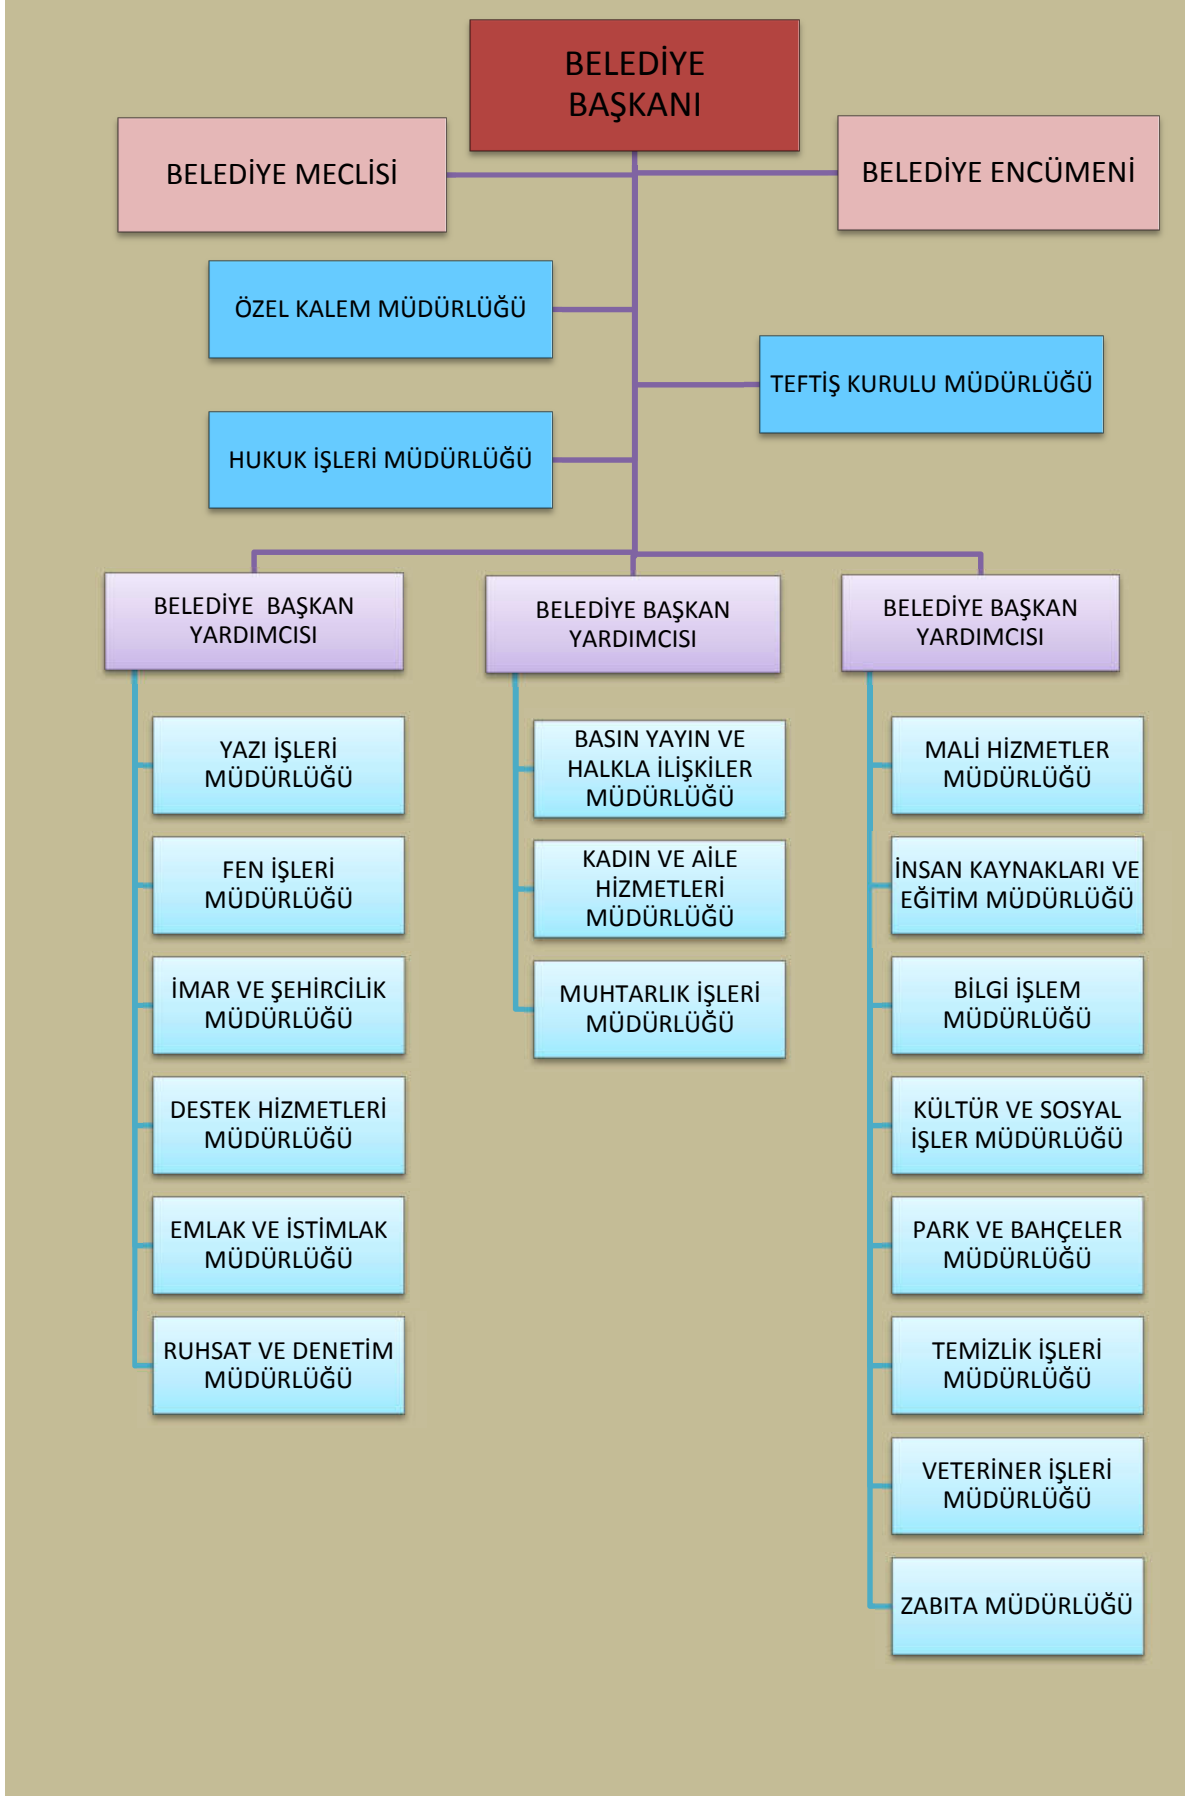 BELEDİYE
BAŞKANI
BELEDİYE MECLİSİ
BELEDİYE ENCÜMENİ
ÖZEL KALEM MÜDÜRLÜĞÜ
TEFTİŞ KURULU MÜDÜRLÜĞÜ
HUKUK İŞLERİ MÜDÜRLÜĞÜ
BELEDİYE  BAŞKAN
YARDIMCISI
YAZI İŞLERİ
MÜDÜRLÜĞÜ
FEN İŞLERİ
MÜDÜRLÜĞÜ
İMAR VE ŞEHİRCİLİK
MÜDÜRLÜĞÜ
DESTEK HİZMETLERİ
MÜDÜRLÜĞÜ
EMLAK VE İSTİMLAK
MÜDÜRLÜĞÜ
RUHSAT VE DENETİM
MÜDÜRLÜĞÜ
BELEDİYE BAŞKAN
YARDIMCISI
BASIN YAYIN VE
HALKLA İLİŞKİLER
MÜDÜRLÜĞÜ
KADIN VE AİLE
HİZMETLERİ
MÜDÜRLÜĞÜ
MUHTARLIK İŞLERİ
MÜDÜRLÜĞÜ
BELEDİYE BAŞKAN
YARDIMCISI
MALİ HİZMETLER
MÜDÜRLÜĞÜ
İNSAN KAYNAKLARI VE
EĞİTİM MÜDÜRLÜĞÜ
BİLGİ İŞLEM
MÜDÜRLÜĞÜ
KÜLTÜR VE SOSYAL
İŞLER MÜDÜRLÜĞÜ
PARK VE BAHÇELER
MÜDÜRLÜĞÜ
TEMİZLİK İŞLERİ
MÜDÜRLÜĞÜ
VETERİNER İŞLERİ
MÜDÜRLÜĞÜ
ZABITA MÜDÜRLÜĞÜ